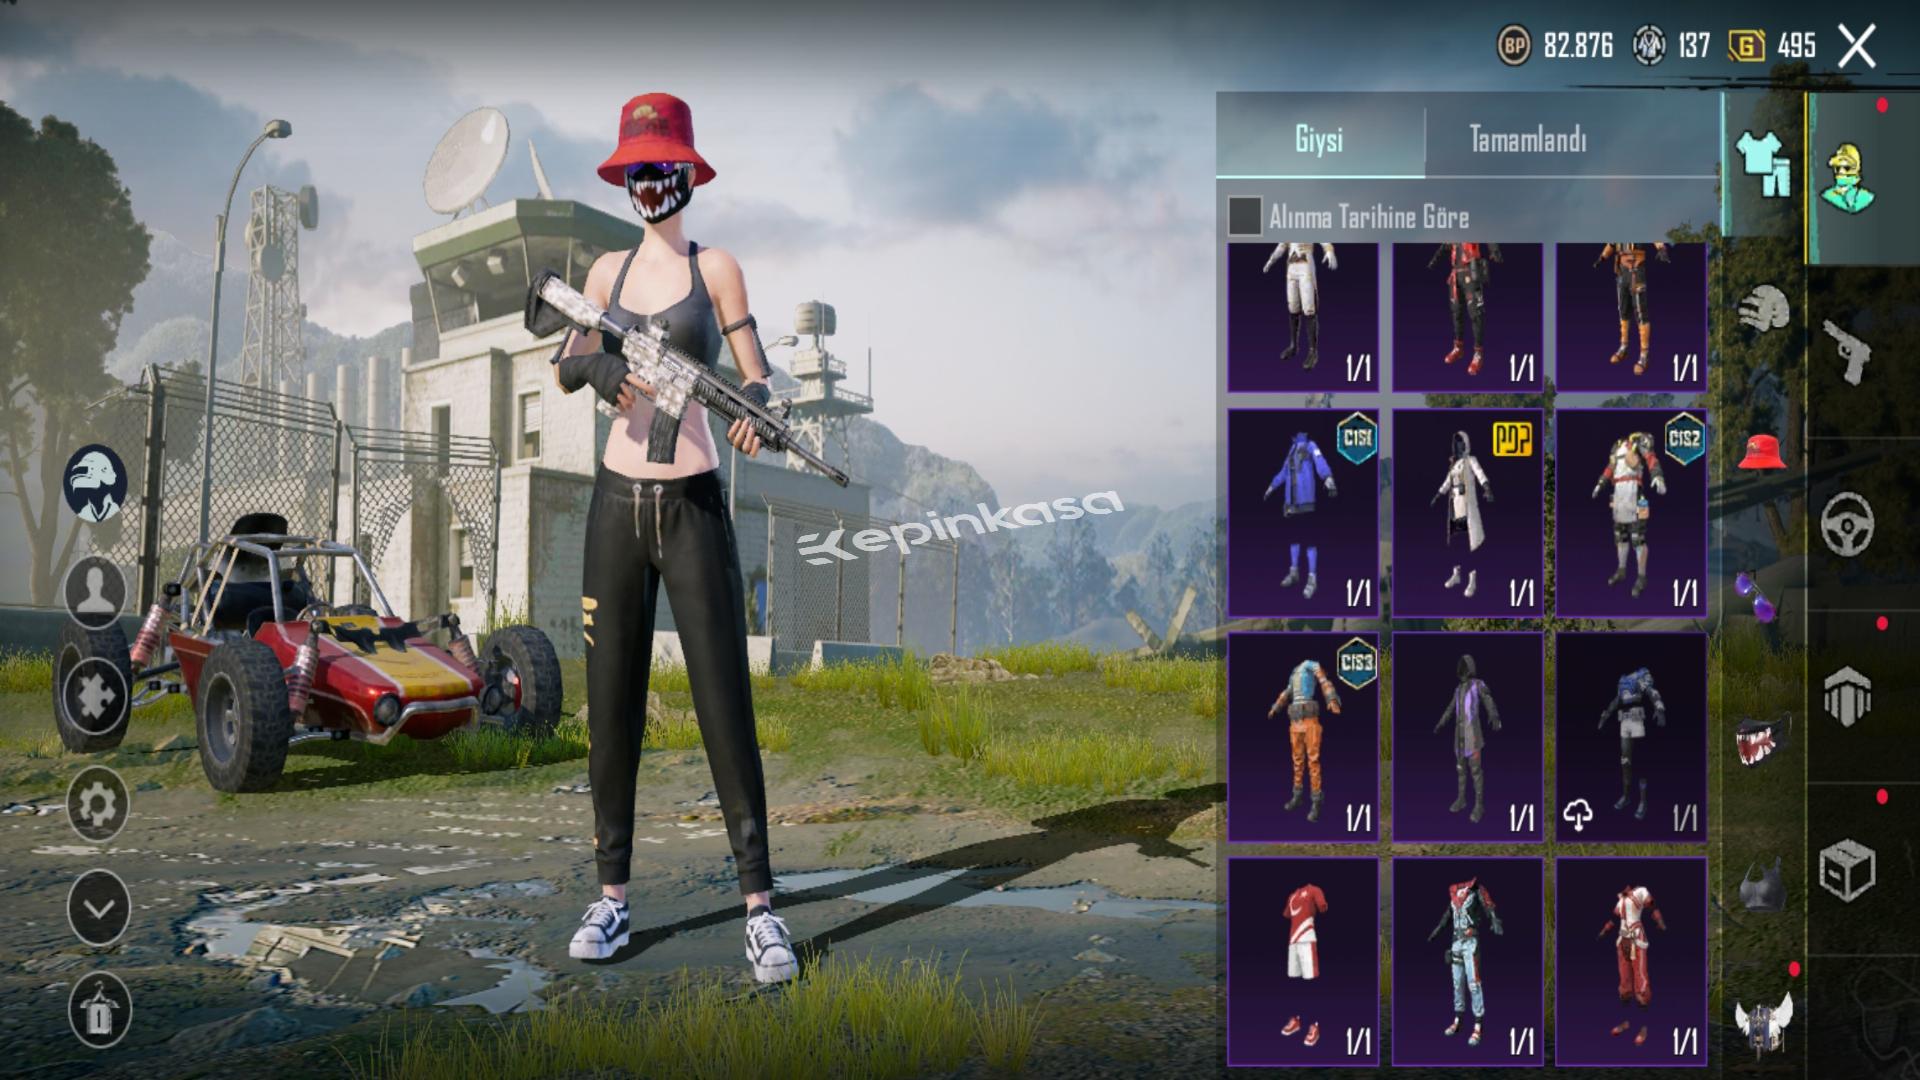 BP 82.876 137 G 495
Giysi Tamamlandı
Alınma Tarihine Göre
1/1 1/1 1/1
C1S1 PDP C1S2
1/1 1/1 1/1
C1S3
1/1 1/1 1/1
1/1 1/1 1/1
epinkasa
1